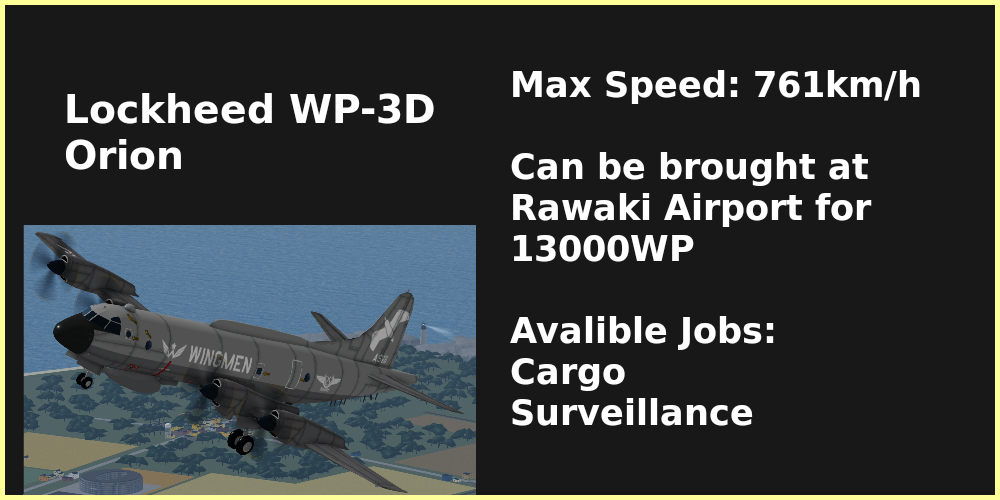 Lockheed WP-3D
Orion
WINGMEN
Max Speed: 761km/h
Can be brought at
Rawaki Airport for
13000WP
Avalible Jobs:
Cargo
Surveillance